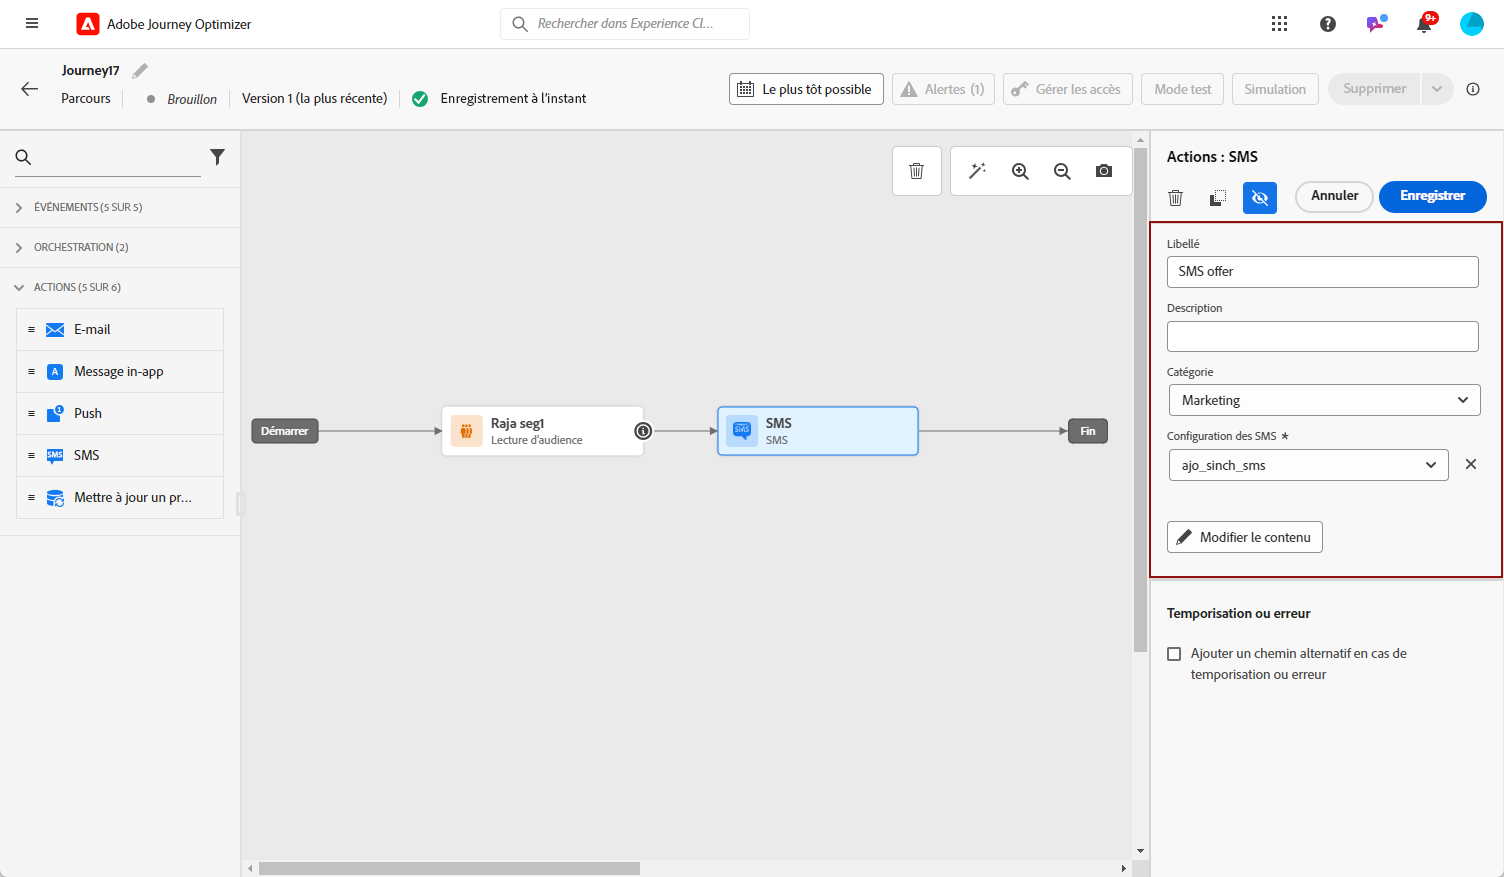 Adobe Journey Optimizer
Rechercher dans Experience Cl...
9+
Journey17
Parcours
Brouillon
Version 1 (la plus récente)
Enregistrement à l'instant
Le plus tôt possible
Alertes (1)
Gérer les accès
Mode test
Simulation
Supprimer
ÉVÉNEMENTS (5 SUR 5)
ORCHESTRATION (2)
ACTIONS (5 SUR 6)
E-mail
A
Message in-app
1
Push
SMS
SMS
Mettre à jour un pr...
Démarrer
Raja seg1
Lecture d'audience
SMS
SMS
SMS
Fin
Actions : SMS
Annuler
Enregistrer
Libellé
SMS offer
Description
Catégorie
Marketing
Configuration des SMS *
ajo_sinch_sms
Modifier le contenu
Temporisation ou erreur
Ajouter un chemin alternatif en cas de
temporisation ou erreur